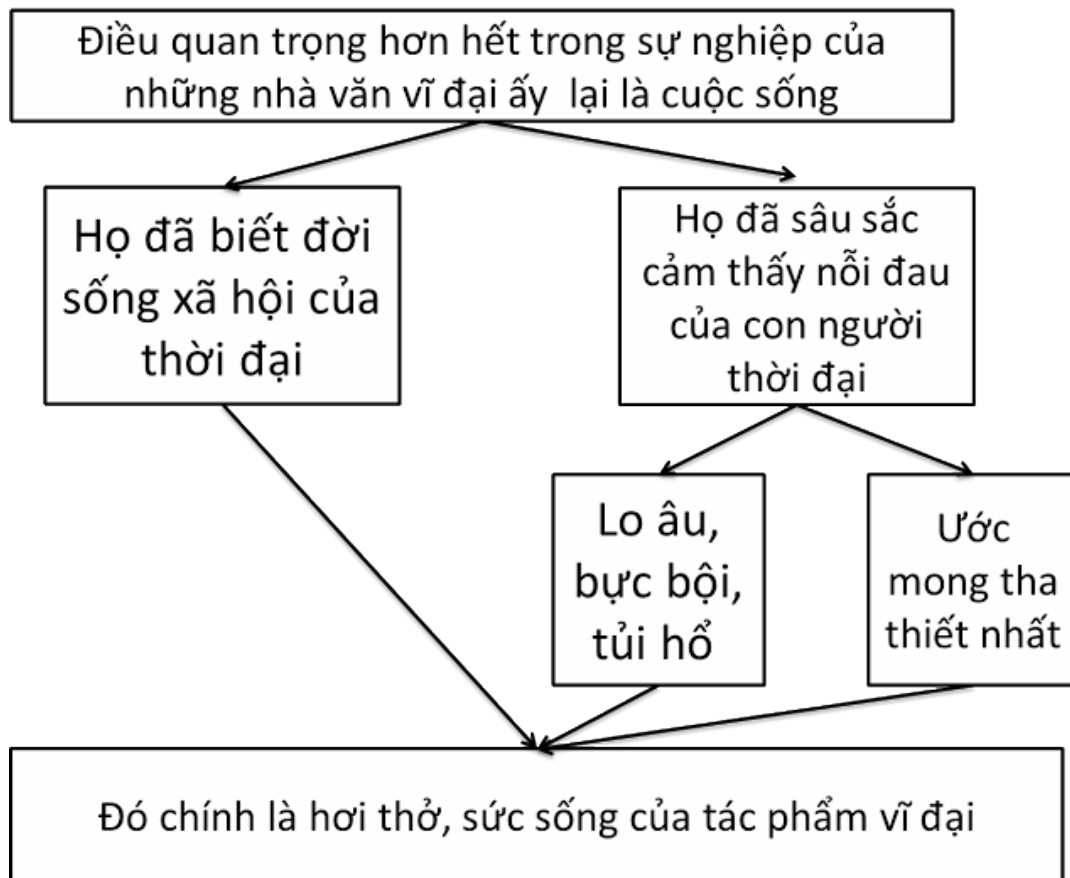 Điều quan trọng hơn hết trong sự nghiệp của
những nhà văn vĩ đại ấy lại là cuộc sống
Họ đã biết đời
sống xã hội của
thời đại
Họ đã sâu sắc
cảm thấy nỗi đau
của con người
thời đại
Lo âu,
bực bội,
tủi hổ
Ước
mong tha
thiết nhất
Đó chính là hơi thở, sức sống của tác phẩm vĩ đại